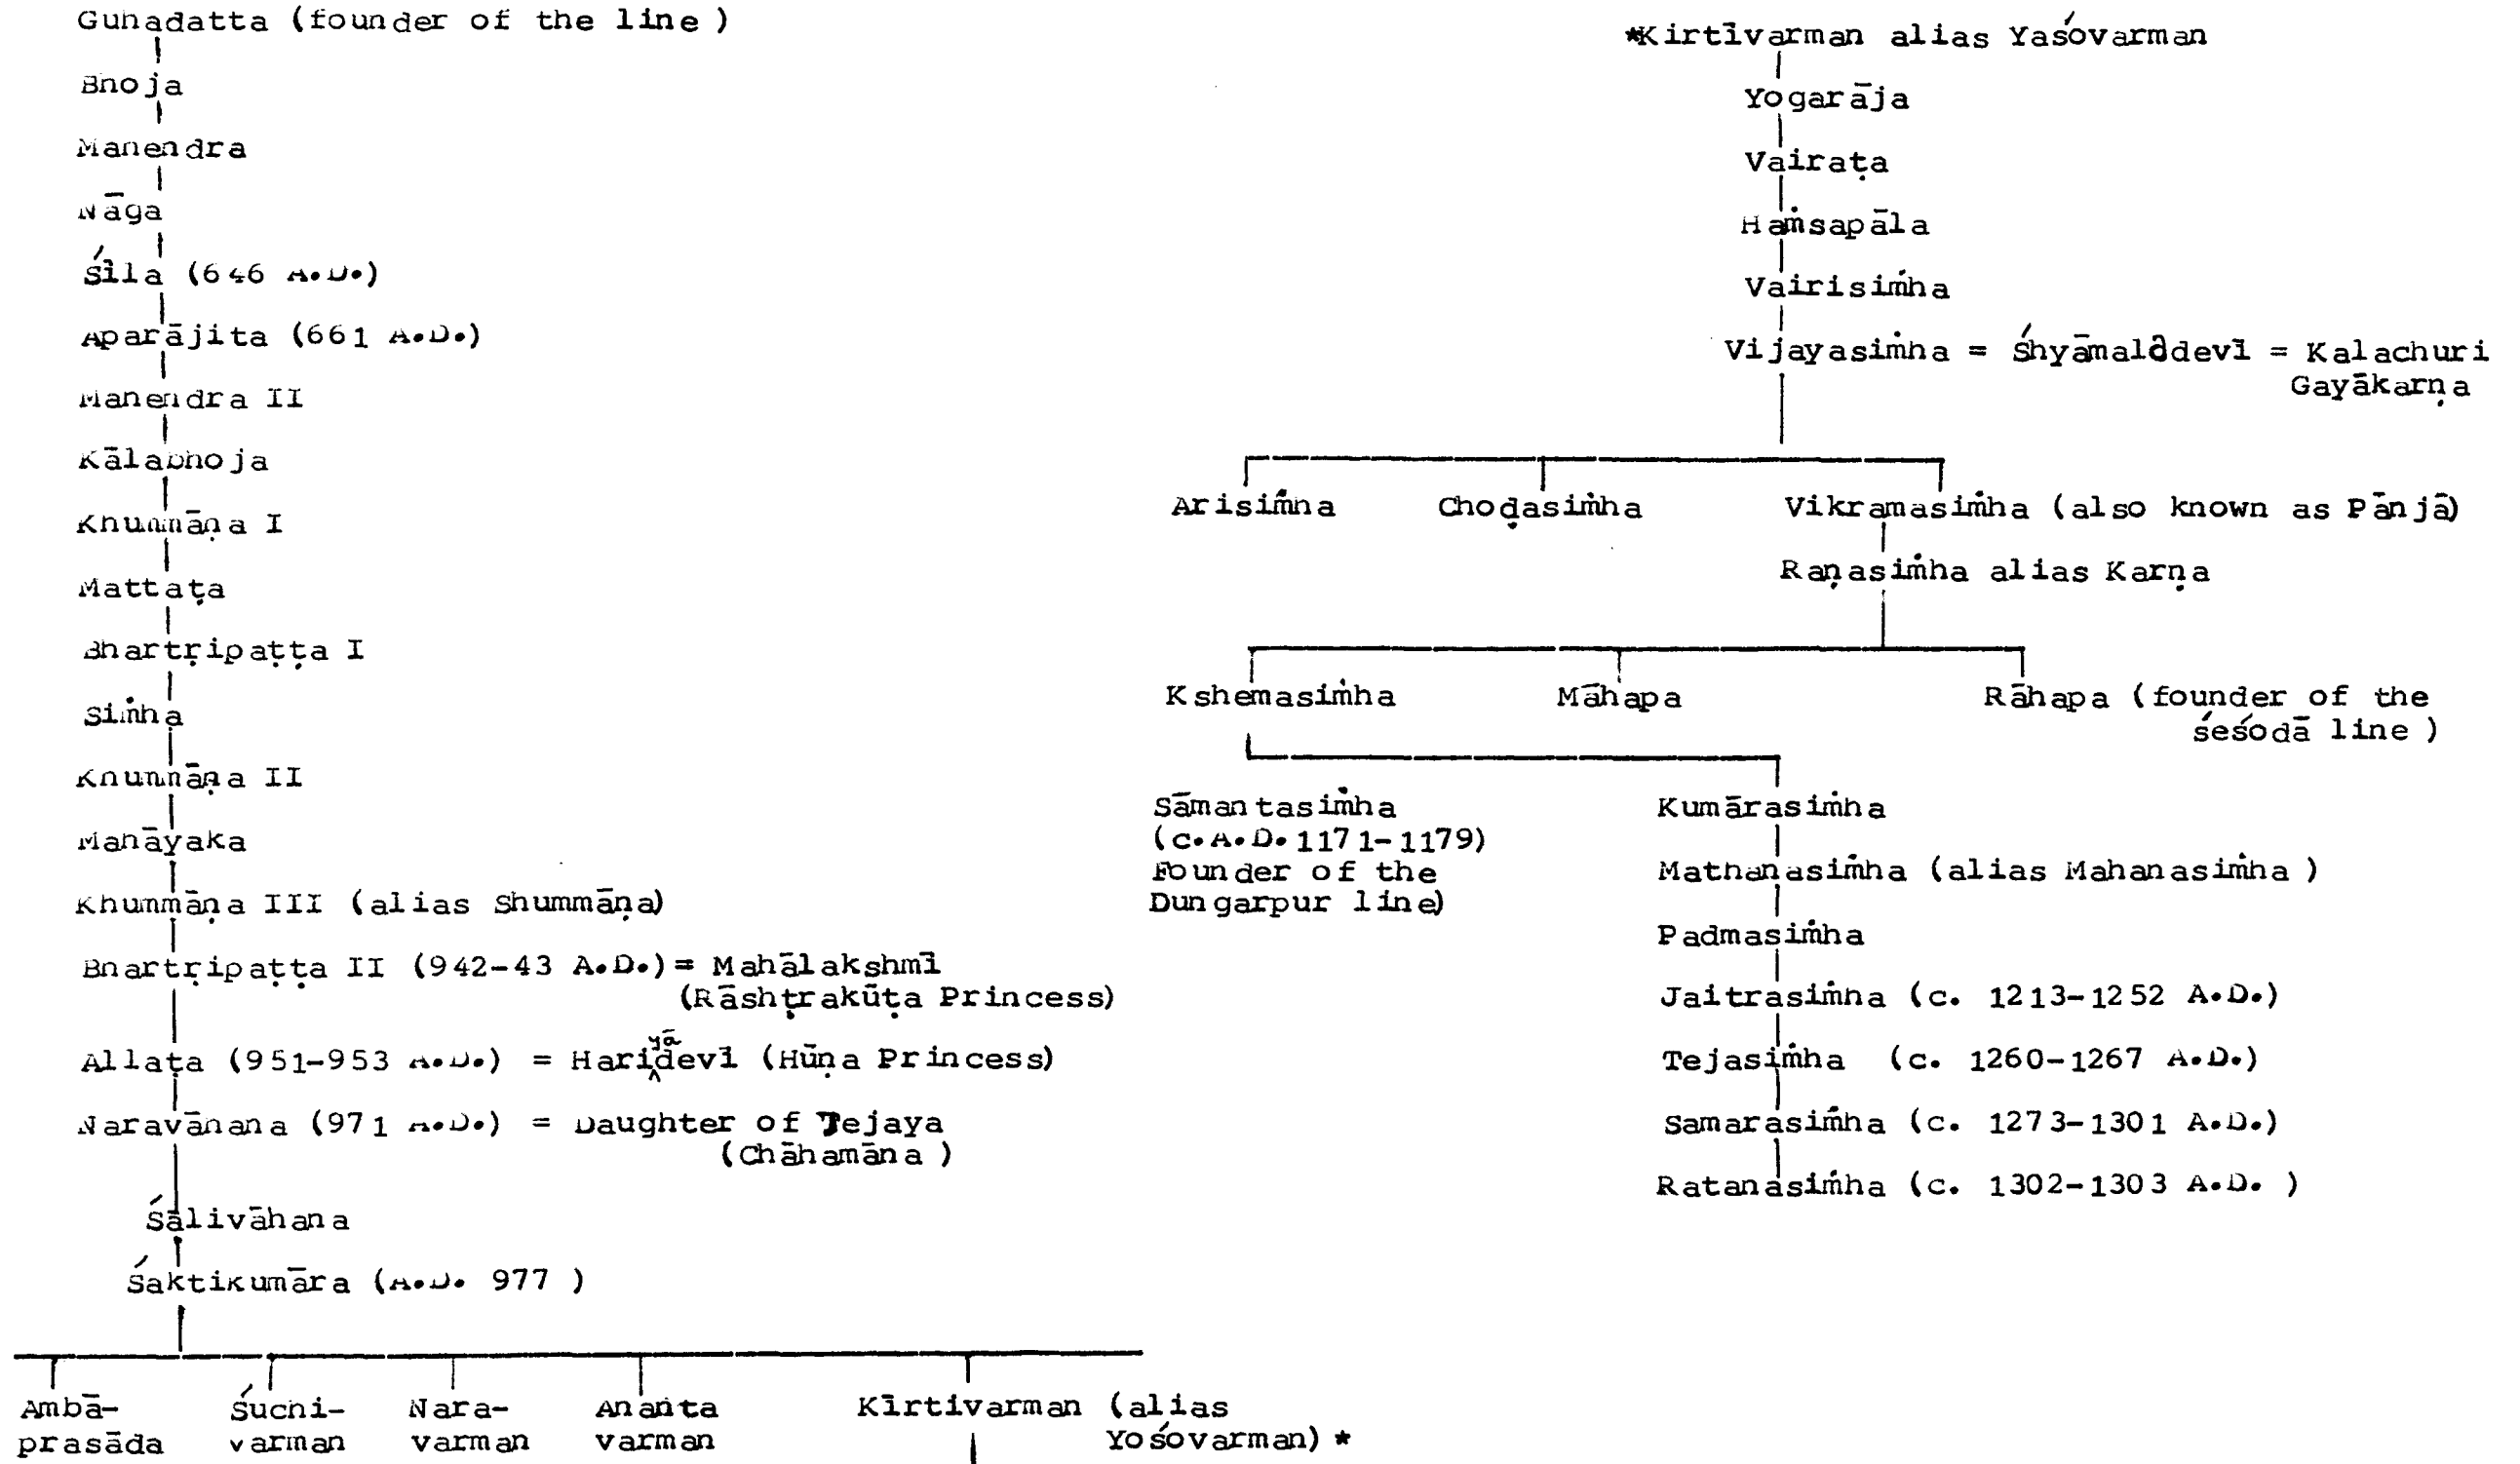 Guhadatta (founder of the line )
Bhoja
Mahendra
Nāga
Śīla (646 A.D.)
Aparājita (661 A.D.)
Mahendra II
Kālabhoja
Khummāṇa I
Mattaṭa
Bhartṛipaṭṭa I
Siṁha
Khummāṇa II
Mahāyaka
Khummāṇa III (alias Shummāṇa)
Bhartṛipaṭṭa II (942-43 A.D.)= Mahālakshmī
(Rāshṭrakūṭa Princess)
Allaṭa (951-953 A.D.) = Hariyādevī (Hūṇa Princess)
Naravāhana (971 A.D.) = Daughter of Jejaya
(Chāhamāna )
Śālivāhana
Śaktikumāra (A.D. 977 )
Ambā- Śuchi- Nara- Ananta Kīrtivarman (alias
prasāda varman varman varman Yośovarman) *
*Kirtīvarman alias Yaśovarman
Yogarāja
Vairaṭa
Haṁsapāla
Vairisiṁha
Vijayasiṁha = Śhyāmalādevī = Kalachuri
Gayākarṇa
Arisiṁha Choḍasiṁha Vikramasiṁha (also known as Pānjā)
Raṇasiṁha alias Karṇa
Kshemasiṁha Māhapa Rāhapa (founder of the
śeśodā line )
Sāmantasiṁha Kumārasiṁha
(c.A.D.1171-1179)
Founder of the Mathanasiṁha (alias Mahanasiṁha )
Dungarpur line)
Padmasiṁha
Jaitrasiṁha (c. 1213-1252 A.D.)
Tejasiṁha (c. 1260-1267 A.D.)
Samarasiṁha (c. 1273-1301 A.D.)
Ratanasiṁha (c. 1302-1303 A.D. )